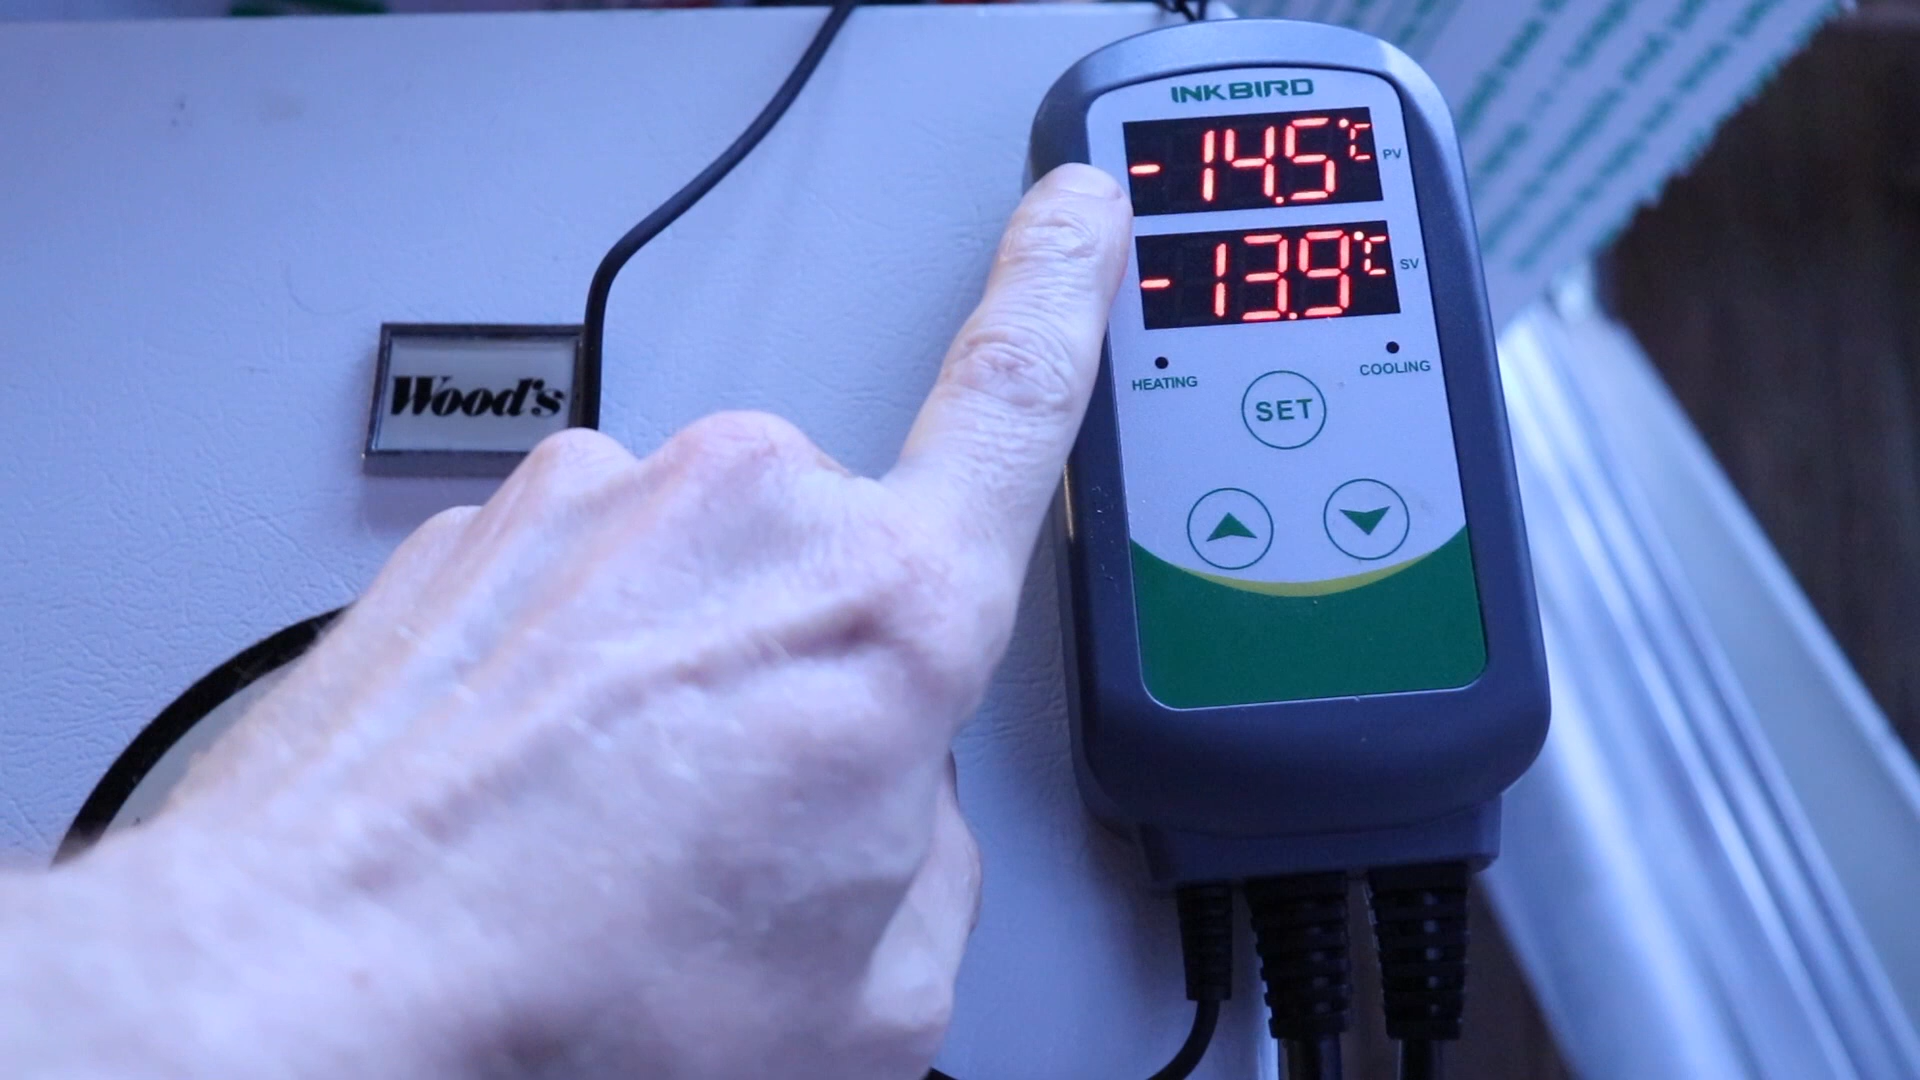 INKBIRD
-14.5°C PV
-13.9°C SV
HEATING
COOLING
SET
Wood's